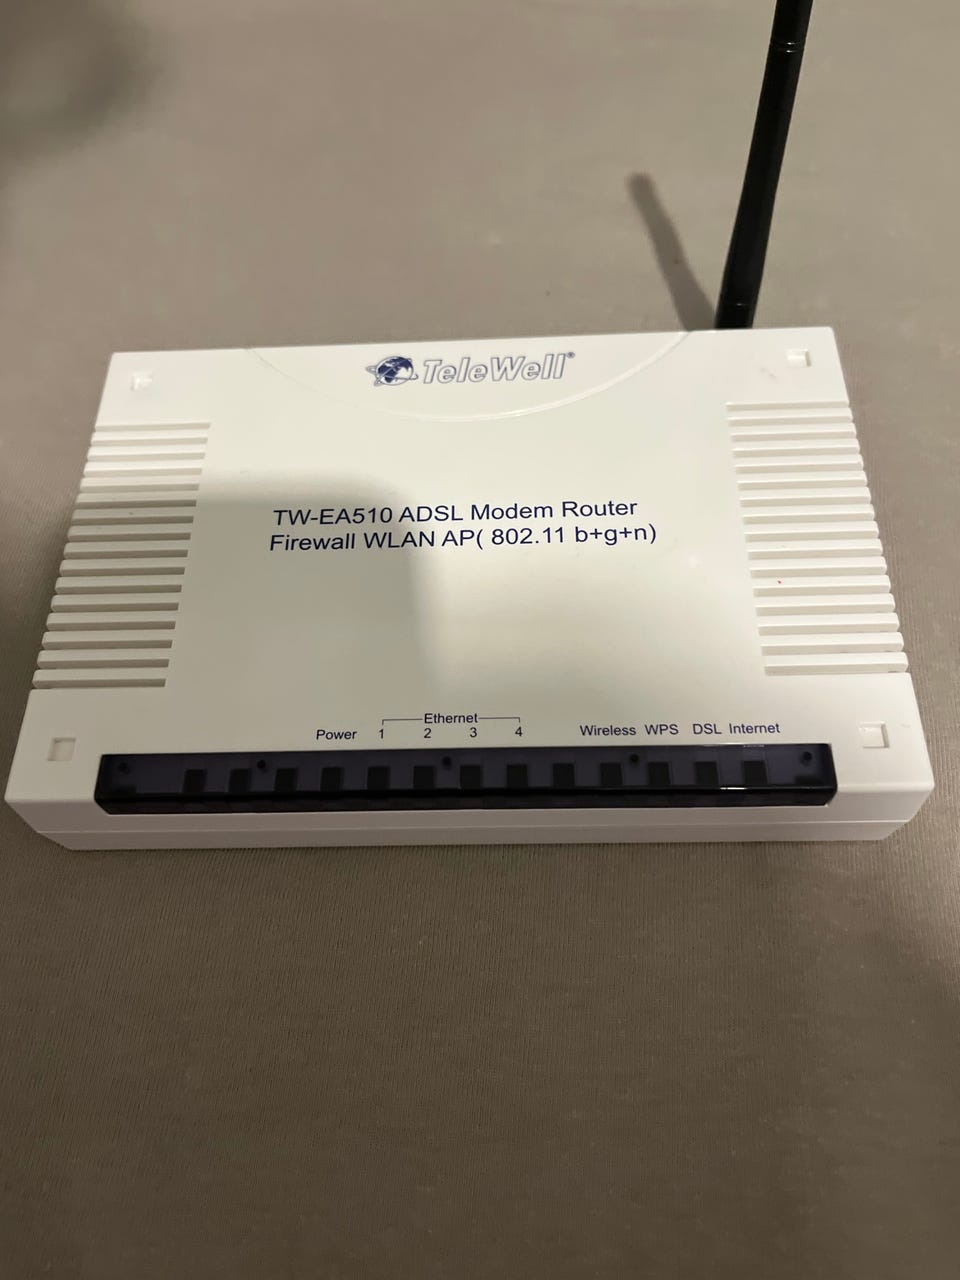 TeleWell®
TW-EA510 ADSL Modem Router
Firewall WLAN AP( 802.11 b+g+n)
Ethernet
Power 1 2 3 4 Wireless WPS DSL Internet